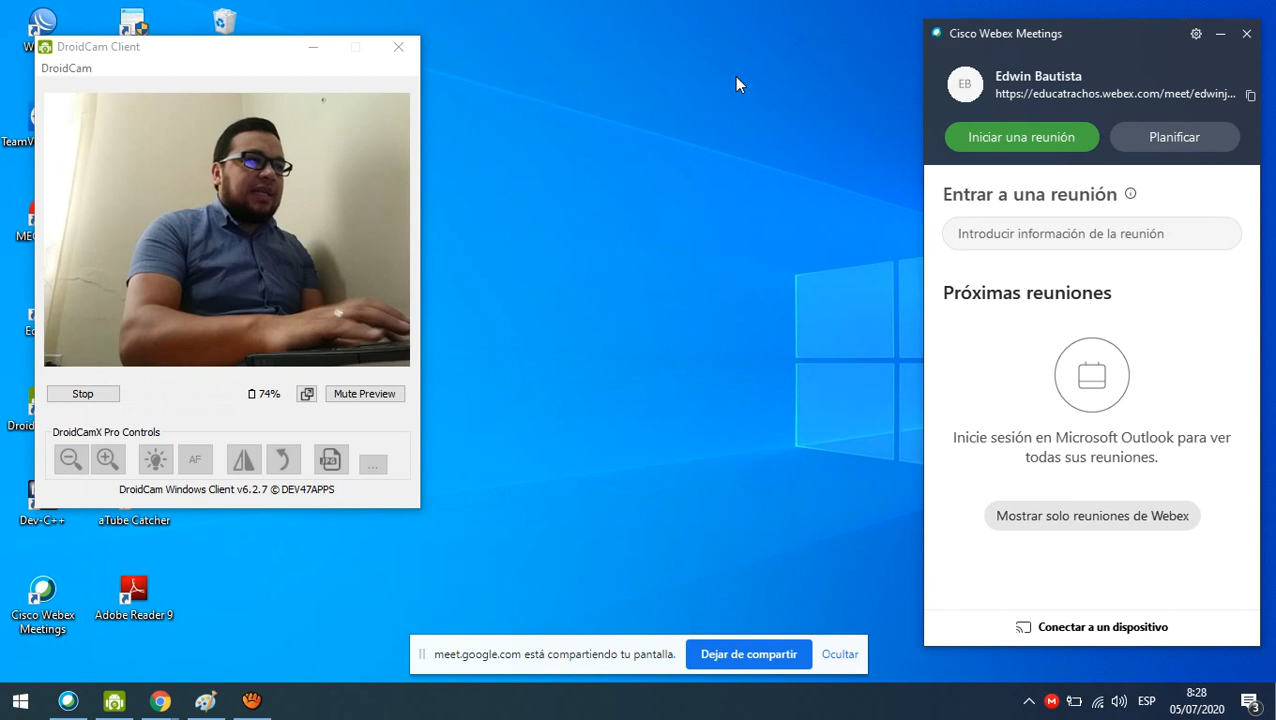 DroidCam Client
DroidCam
Stop
74%
Mute Preview
DroidCamX Pro Controls
AF
JPG
...
DroidCam Windows Client v6.2.7 © DEV47APPS
Dev-C++
aTube Catcher
Cisco Webex
Meetings
Adobe Reader 9
Cisco Webex Meetings
EB
Edwin Bautista
https://educatrachos.webex.com/meet/edwinj...
Iniciar una reunión
Planificar
Entrar a una reunión
Introducir información de la reunión
Próximas reuniones
Inicie sesión en Microsoft Outlook para ver
todas sus reuniones.
Mostrar solo reuniones de Webex
Conectar a un dispositivo
meet.google.com está compartiendo tu pantalla.
Dejar de compartir
Ocultar
ESP
8:28
05/07/2020
3